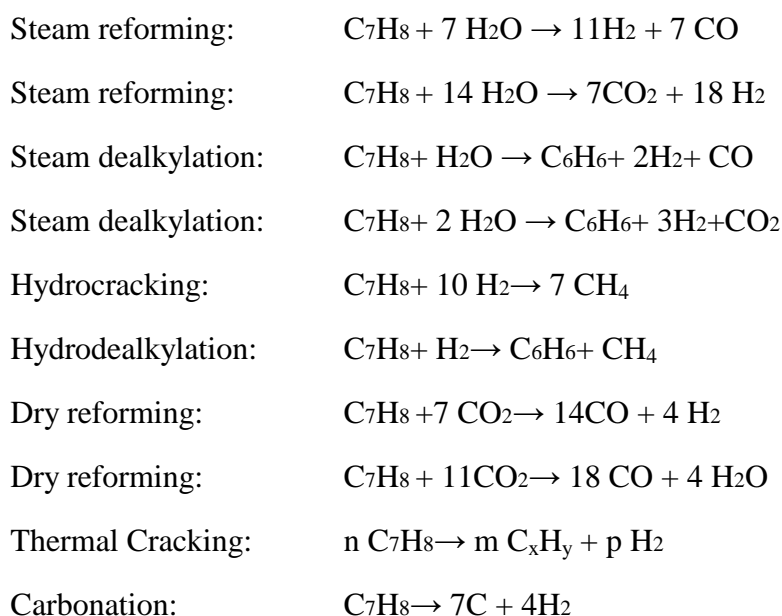 Steam reforming: C7H8 + 7 H2O → 11H2 + 7 CO
Steam reforming: C7H8 + 14 H2O → 7CO2 + 18 H2
Steam dealkylation: C7H8+ H2O → C6H6+ 2H2+ CO
Steam dealkylation: C7H8+ 2 H2O → C6H6+ 3H2+CO2
Hydrocracking: C7H8+ 10 H2→ 7 CH4
Hydrodealkylation: C7H8+ H2→ C6H6+ CH4
Dry reforming: C7H8 +7 CO2→ 14CO + 4 H2
Dry reforming: C7H8 + 11CO2→ 18 CO + 4 H2O
Thermal Cracking: n C7H8→ m CxHy + p H2
Carbonation: C7H8→ 7C + 4H2